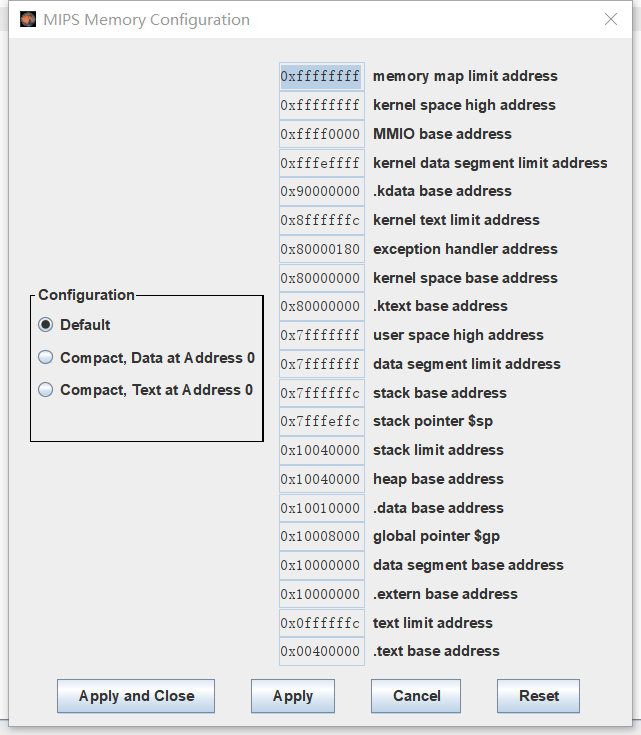 MIPS Memory Configuration
0xffffffff memory map limit address
0xffffffff kernel space high address
0xffff0000 MMIO base address
0xfffeffff kernel data segment limit address
0x90000000 .kdata base address
0x8ffffffc kernel text limit address
0x80000180 exception handler address
0x80000000 kernel space base address
0x80000000 .ktext base address
0x7fffffff user space high address
0x7fffffff data segment limit address
0x7ffffffc stack base address
0x7fffeffc stack pointer $sp
0x10040000 stack limit address
0x10040000 heap base address
0x10010000 .data base address
0x10008000 global pointer $gp
0x10000000 data segment base address
0x10000000 .extern base address
0x0ffffffc text limit address
0x00400000 .text base address
Configuration
Default
Compact, Data at Address 0
Compact, Text at Address 0
Apply and Close Apply Cancel Reset